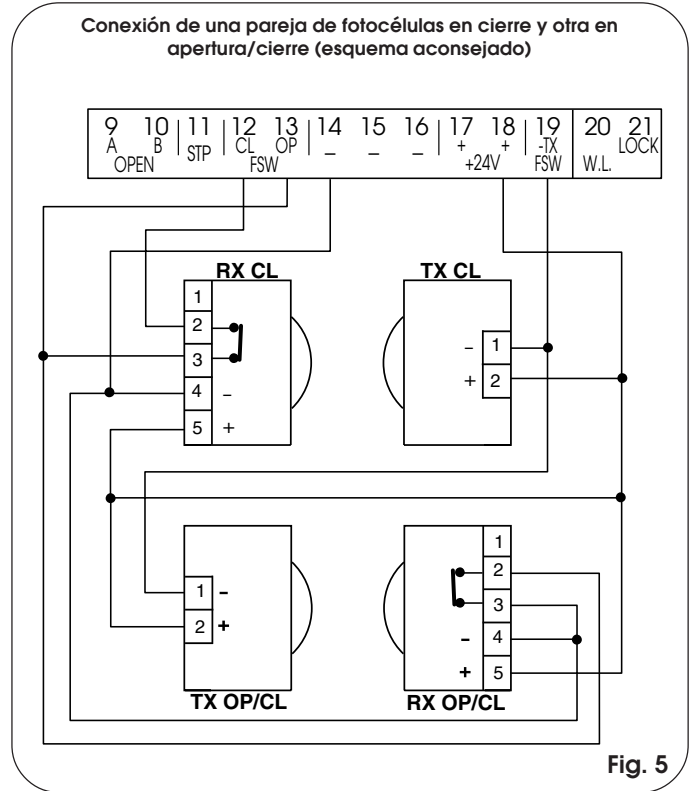 Conexión de una pareja de fotocélulas en cierre y otra en
apertura/cierre (esquema aconsejado)
9 10 11 12 13 14 15 16 17 18 19 20 21
A B STP CL OP _ _ _ + + -TX LOCK
OPEN FSW +24V FSW W.L.
RX CL TX CL
1
2
3
4 –
5 +
– 1
+ 2
1 -
2 +
1
2
3
- 4
+ 5
TX OP/CL RX OP/CL
Fig. 5